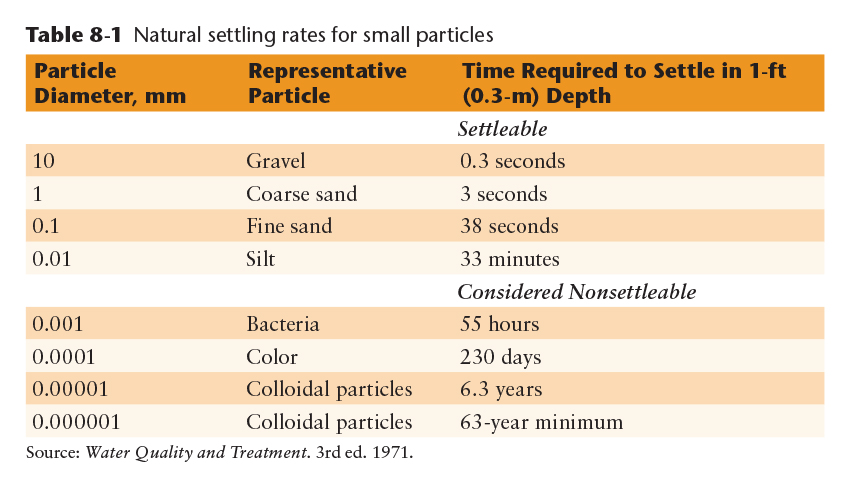 Table 8-1 Natural settling rates for small particles
Particle Diameter, mm Representative Particle Time Required to Settle in 1-ft (0.3-m) Depth
Settleable
10 Gravel 0.3 seconds
1 Coarse sand 3 seconds
0.1 Fine sand 38 seconds
0.01 Silt 33 minutes
Considered Nonsettleable
0.001 Bacteria 55 hours
0.0001 Color 230 days
0.00001 Colloidal particles 6.3 years
0.000001 Colloidal particles 63-year minimum
Source: Water Quality and Treatment. 3rd ed. 1971.